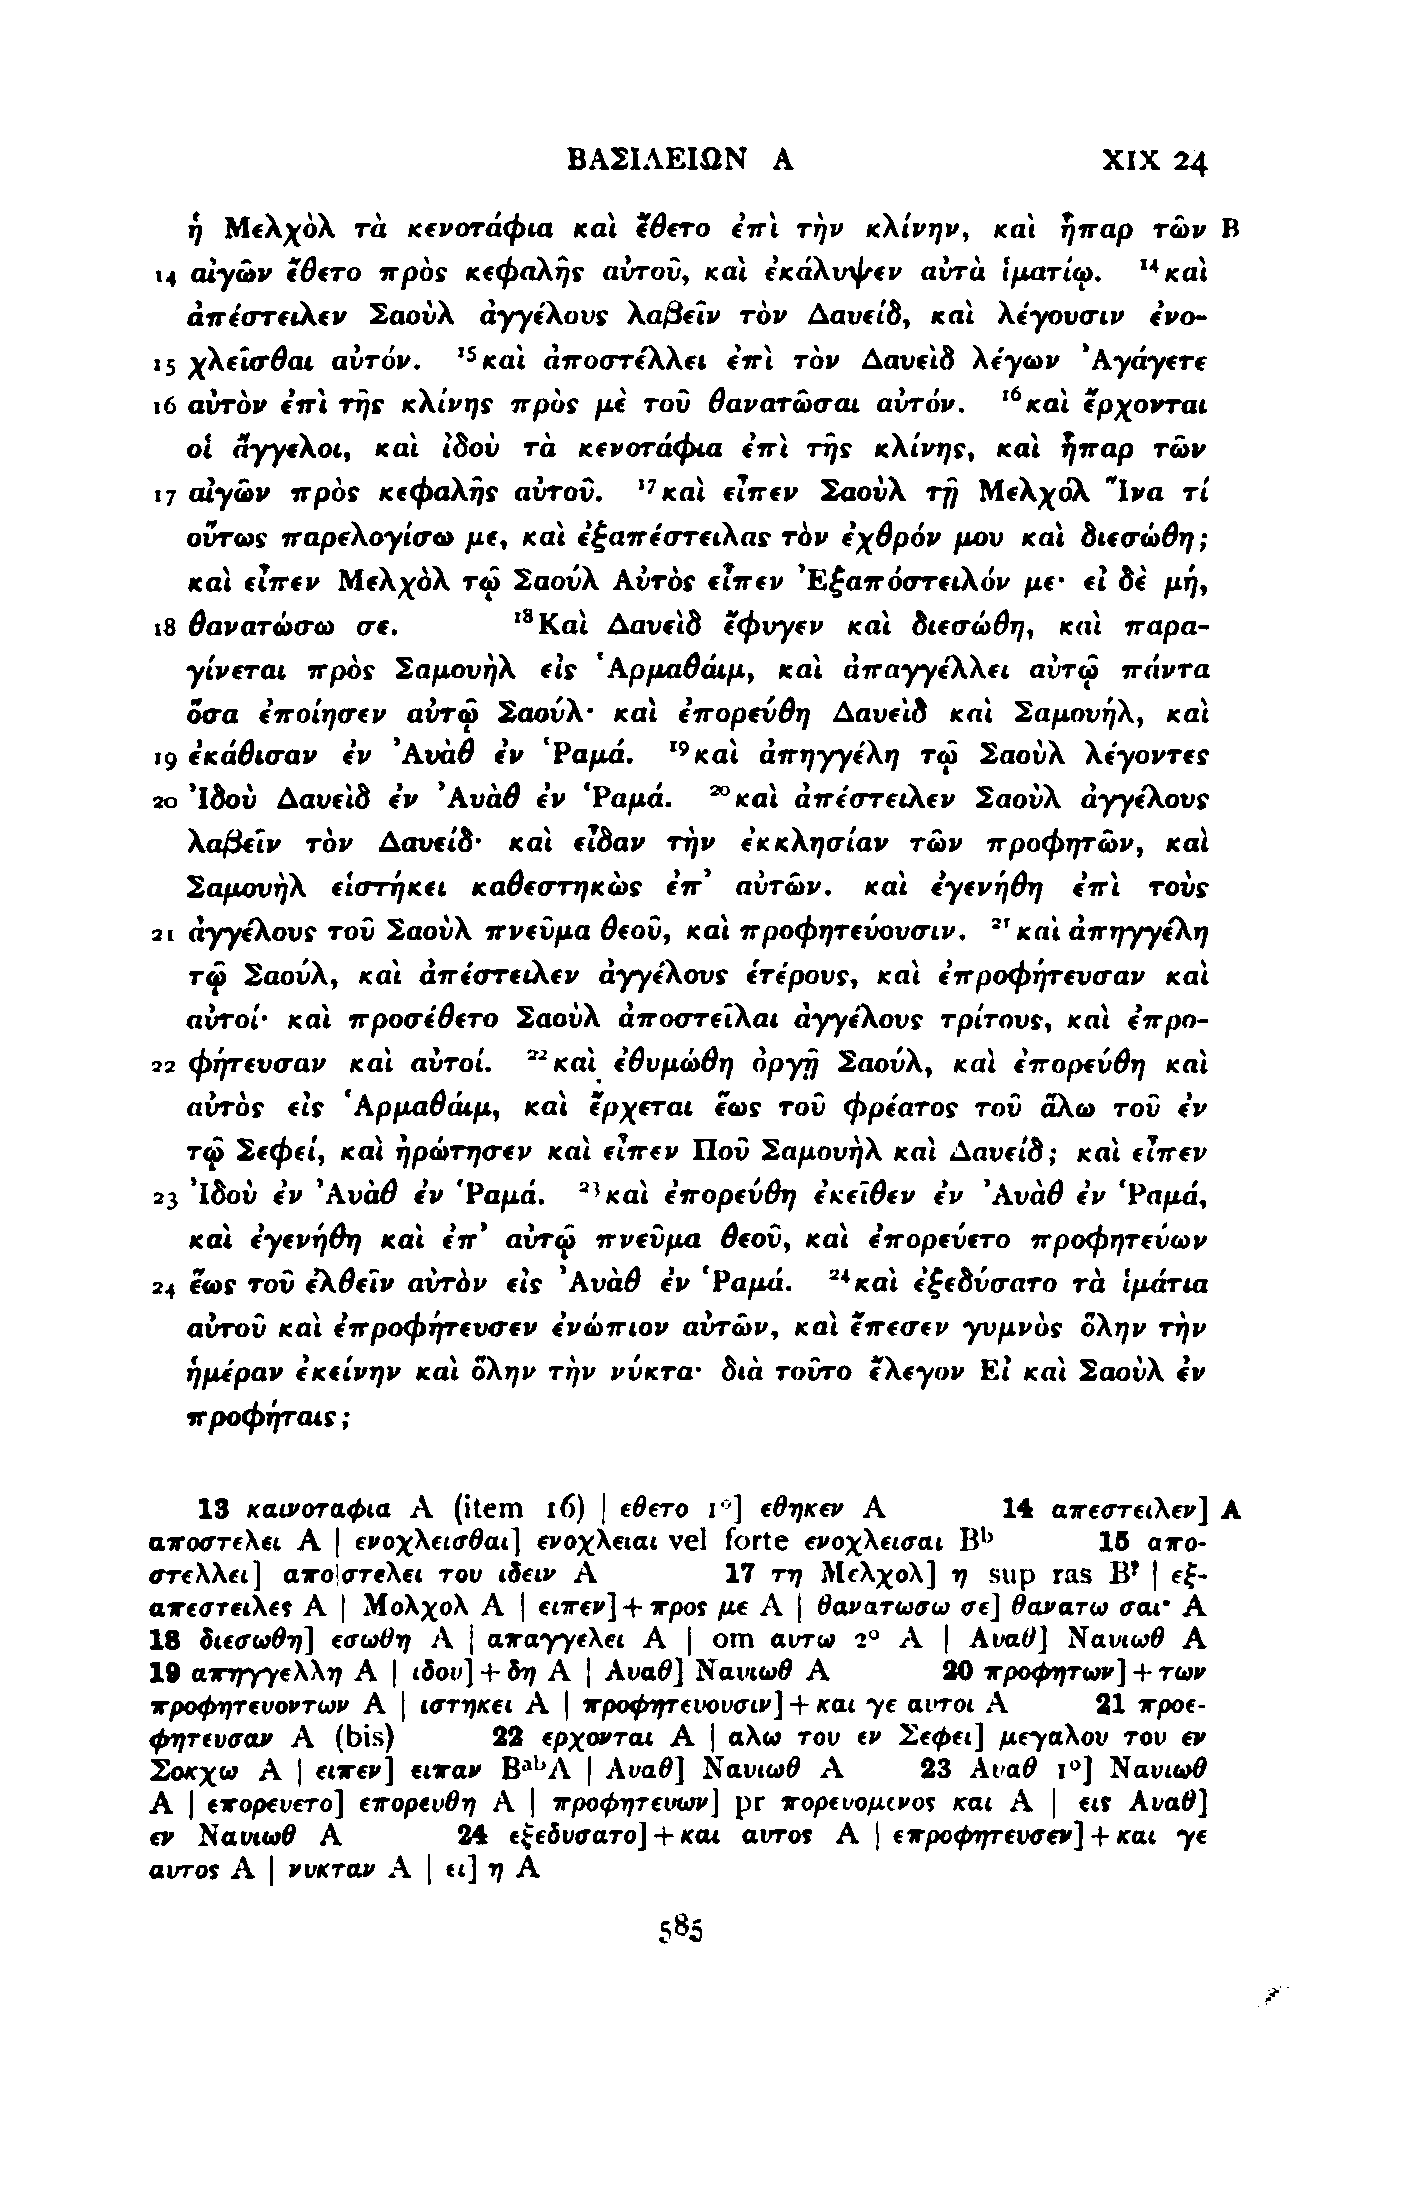 ΒΑΣΙΛΕΙΩΝ Α XIX 24
ἡ Μελχὸλ τὰ κενοτάφια καὶ ἔθετο ἐπὶ τὴν κλίνην, καὶ ἧπαρ τῶν B
14 αἰγῶν ἔθετο πρὸς κεφαλῆς αὐτοῦ, καὶ ἐκάλυψεν αὐτὰ ἱματίῳ. ¹⁴καὶ
ἀπέστειλεν Σαοὺλ ἀγγέλους λαβεῖν τὸν Δαυείδ, καὶ λέγουσιν ἐνο-
15 χλεῖσθαι αὐτόν. ¹⁵καὶ ἀποστέλλει ἐπὶ τὸν Δαυεὶδ λέγων Ἀγάγετε
16 αὐτὸν ἐπὶ τῆς κλίνης πρὸς μὲ τοῦ θανατῶσαι αὐτόν. ¹⁶καὶ ἔρχονται
οἱ ἄγγελοι, καὶ ἰδοὺ τὰ κενοτάφια ἐπὶ τῆς κλίνης, καὶ ἧπαρ τῶν
17 αἰγῶν πρὸς κεφαλῆς αὐτοῦ. ¹⁷καὶ εἶπεν Σαοὺλ τῇ Μελχόλ Ἵνα τί
οὕτως παρελογίσω με, καὶ ἐξαπέστειλας τὸν ἐχθρόν μου καὶ διεσώθη;
καὶ εἶπεν Μελχὸλ τῷ Σαούλ Αὐτὸς εἶπεν Ἐξαπόστειλόν με· εἰ δὲ μή,
18 θανατώσω σε. ¹⁸Καὶ Δαυεὶδ ἔφυγεν καὶ διεσώθη, καὶ παρα-
γίνεται πρὸς Σαμουὴλ εἰς Ἁρμαθάιμ, καὶ ἀπαγγέλλει αὐτῷ πάντα
ὅσα ἐποίησεν αὐτῷ Σαούλ· καὶ ἐπορεύθη Δαυεὶδ καὶ Σαμουήλ, καὶ
19 ἐκάθισαν ἐν Ἀυὰθ ἐν Ῥαμά. ¹⁹καὶ ἀπηγγέλη τῷ Σαοὺλ λέγοντες
20 Ἰδοὺ Δαυεὶδ ἐν Ἀυὰθ ἐν Ῥαμά. ²⁰καὶ ἀπέστειλεν Σαοὺλ ἀγγέλους
λαβεῖν τὸν Δαυείδ· καὶ εἶδαν τὴν ἐκκλησίαν τῶν προφητῶν, καὶ
Σαμουὴλ εἱστήκει καθεστηκὼς ἐπ’ αὐτῶν. καὶ ἐγενήθη ἐπὶ τοὺς
21 ἀγγέλους τοῦ Σαοὺλ πνεῦμα θεοῦ, καὶ προφητεύουσιν. ²¹καὶ ἀπηγγέλη
τῷ Σαούλ, καὶ ἀπέστειλεν ἀγγέλους ἑτέρους, καὶ ἐπροφήτευσαν καὶ
αὐτοί· καὶ προσέθετο Σαοὺλ ἀποστεῖλαι ἀγγέλους τρίτους, καὶ ἐπρο-
22 φήτευσαν καὶ αὐτοί. ²²καὶ ἐθυμώθη ὀργῇ Σαούλ, καὶ ἐπορεύθη καὶ
αὐτὸς εἰς Ἁρμαθάιμ, καὶ ἔρχεται ἕως τοῦ φρέατος τοῦ ἅλω τοῦ ἐν
τῷ Σεφεί, καὶ ἠρώτησεν καὶ εἶπεν Ποῦ Σαμουὴλ καὶ Δαυείδ; καὶ εἶπεν
23 Ἰδοὺ ἐν Ἀυὰθ ἐν Ῥαμά. ²³καὶ ἐπορεύθη ἐκεῖθεν ἐν Ἀυὰθ ἐν Ῥαμά,
καὶ ἐγενήθη καὶ ἐπ’ αὐτῷ πνεῦμα θεοῦ, καὶ ἐπορεύετο προφητεύων
24 ἕως τοῦ ἐλθεῖν αὐτὸν εἰς Ἀυὰθ ἐν Ῥαμά. ²⁴καὶ ἐξεδύσατο τὰ ἱμάτια
αὐτοῦ καὶ ἐπροφήτευσεν ἐνώπιον αὐτῶν, καὶ ἔπεσεν γυμνὸς ὅλην τὴν
ἡμέραν ἐκείνην καὶ ὅλην τὴν νύκτα· διὰ τοῦτο ἔλεγον Εἰ καὶ Σαοὺλ ἐν
προφήταις;
13 καινοταφια A (item 16) | εθετο 1°] εθηκεν A 14 απεστειλεν] A
αποστελει A | ενοχλεισθαι] ενοχλειαι vel forte ενοχλεισαι Bᵇ 15 απο-
στελλει] απο|στελει του ιδειν A 17 τη Μελχολ] η sup ras B? | εξ-
απεστειλες A | Μολχολ A | ειπεν]+προς με A | θανατωσω σε] θανατω σαι· A
18 διεσωθη] εσωθη A | απαγγελει A | om αυτω 2° A | Αυαθ] Ναυιωθ A
19 απηγγελλη A | ιδου]+δη A | Αυαθ] Ναυιωθ A 20 προφητων]+των
προφητευοντων A | ιστηκει A | προφητευουσιν]+και γε αυτοι A 21 προε-
φητευσαν A (bis) 22 ερχονται A | αλω του εν Σεφει] μεγαλου του εν
Σοκχω A | ειπεν] ειπαν BᵃᵇA | Αυαθ] Ναυιωθ A 23 Αυαθ 1°] Ναυιωθ
A | επορευετο] επορευθη A | προφητευων] pr πορευομενος και A | εις Αυαθ]
εν Ναυιωθ A 24 εξεδυσατο]+και αυτος A | επροφητευσεν]+και γε
αυτος A | νυκταν A | ει] η A
585